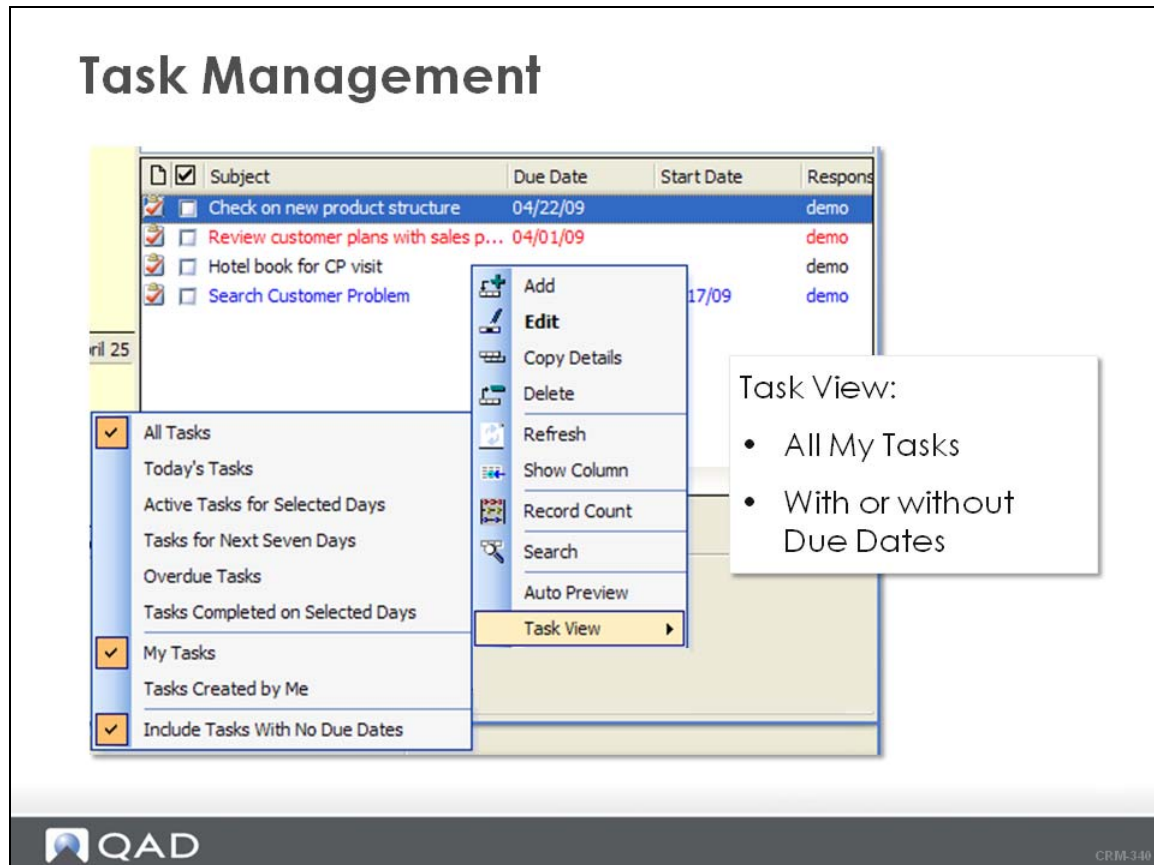 Task Management
Subject Due Date Start Date Respons
Check on new product structure 04/22/09 demo
Review customer plans with sales p... 04/01/09 demo
Hotel book for CP visit demo
Search Customer Problem 17/09 demo
ril 25
Add
Edit
Copy Details
Delete
Refresh
Show Column
Record Count
Search
Auto Preview
Task View
All Tasks
Today's Tasks
Active Tasks for Selected Days
Tasks for Next Seven Days
Overdue Tasks
Tasks Completed on Selected Days
My Tasks
Tasks Created by Me
Include Tasks With No Due Dates
Task View:
• All My Tasks
• With or without
Due Dates
QAD
CRM-340